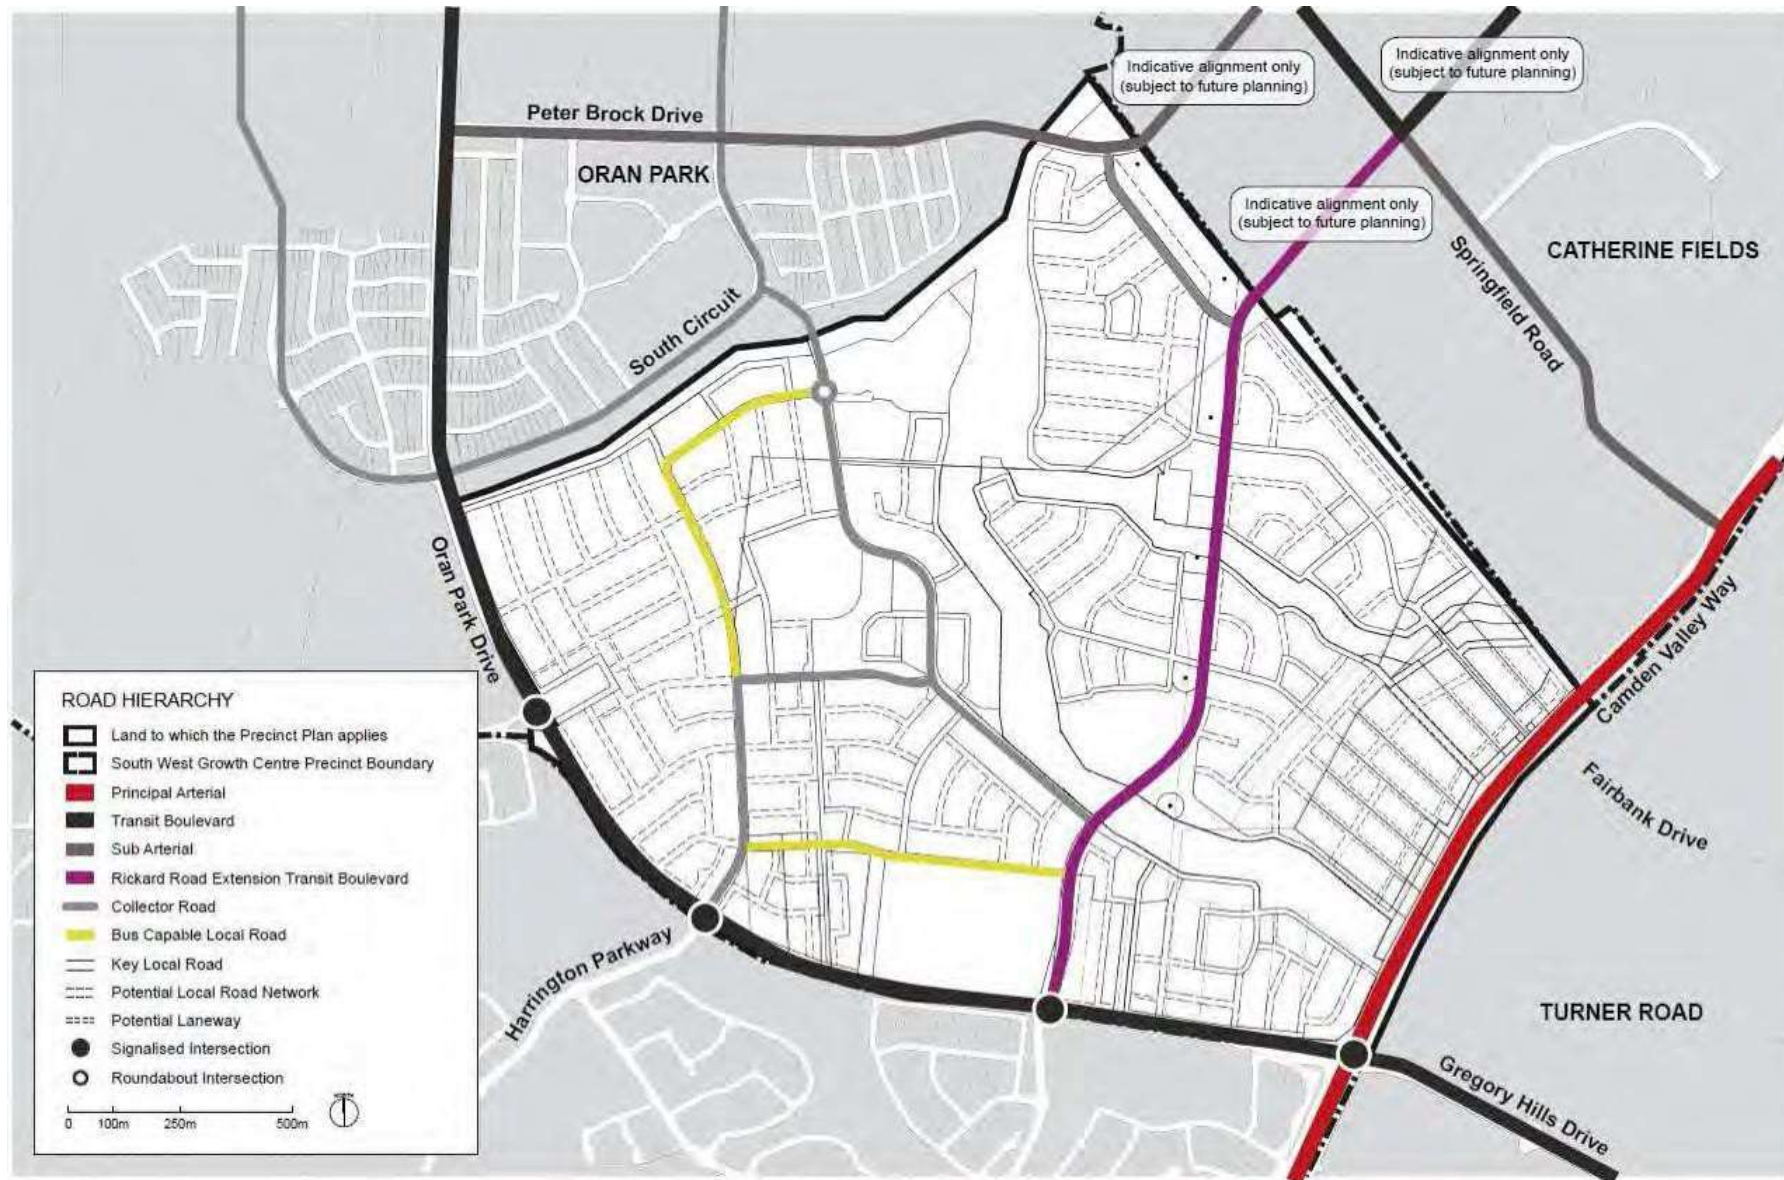 Indicative alignment only
(subject to future planning)
Indicative alignment only
(subject to future planning)
Peter Brock Drive
ORAN PARK
Indicative alignment only
(subject to future planning)
CATHERINE FIELDS
Springfield Road
South Circuit
Oran Park Drive
Camden Valley Way
Fairbank Drive
Harrington Parkway
TURNER ROAD
Gregory Hills Drive
ROAD HIERARCHY
Land to which the Precinct Plan applies
South West Growth Centre Precinct Boundary
Principal Arterial
Transit Boulevard
Sub Arterial
Rickard Road Extension Transit Boulevard
Collector Road
Bus Capable Local Road
Key Local Road
Potential Local Road Network
Potential Laneway
Signalised Intersection
Roundabout Intersection
0 100m 250m 500m